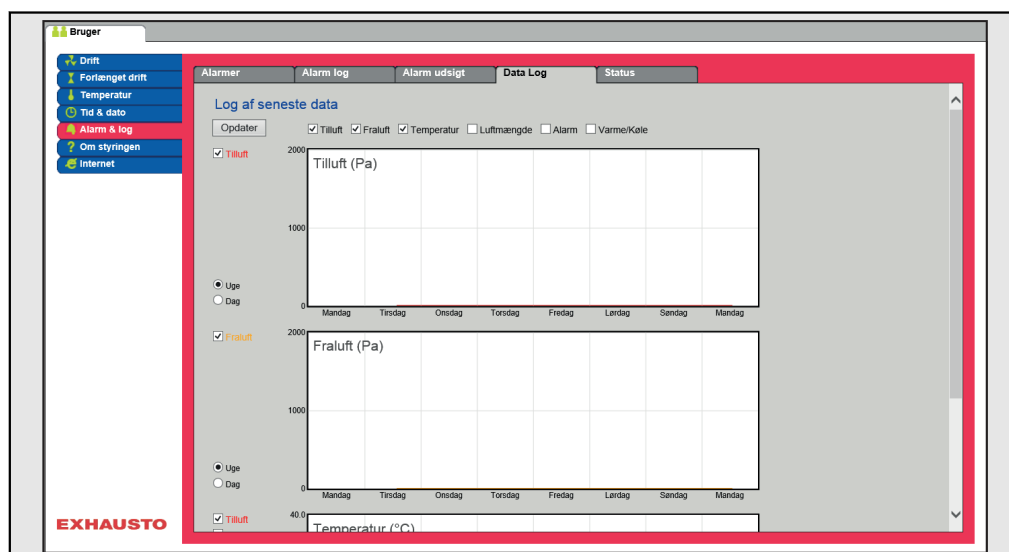 Bruger
Drift
Forlænget drift
Temperatur
Tid & dato
Alarm & log
Om styringen
Internet
Alarmer Alarm log Alarm udsigt Data Log Status
Log af seneste data
Opdater Tilluft Fraluft Temperatur Luftmængde Alarm Varme/Køle
Tilluft
2000
Tilluft (Pa)
1000
Uge
Dag
0
Mandag Tirsdag Onsdag Torsdag Fredag Lørdag Søndag Mandag
Fraluft
2000
Fraluft (Pa)
1000
Uge
Dag
0
Mandag Tirsdag Onsdag Torsdag Fredag Lørdag Søndag Mandag
Tilluft
40.0
Temperatur (°C)
EXHAUSTO